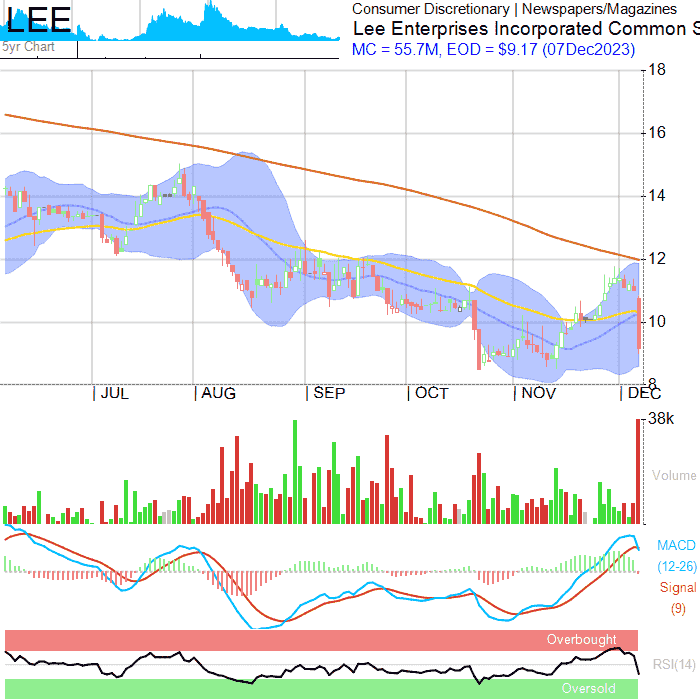 LEE
5yr Chart
Consumer Discretionary | Newspapers/Magazines
Lee Enterprises Incorporated Common S
MC = 55.7M, EOD = $9.17 (07Dec2023)
18
16
14
12
10
8
| JUL | AUG | SEP | OCT | NOV | DEC
38k
Volume
MACD
(12-26)
Signal
(9)
Overbought
RSI(14)
Oversold